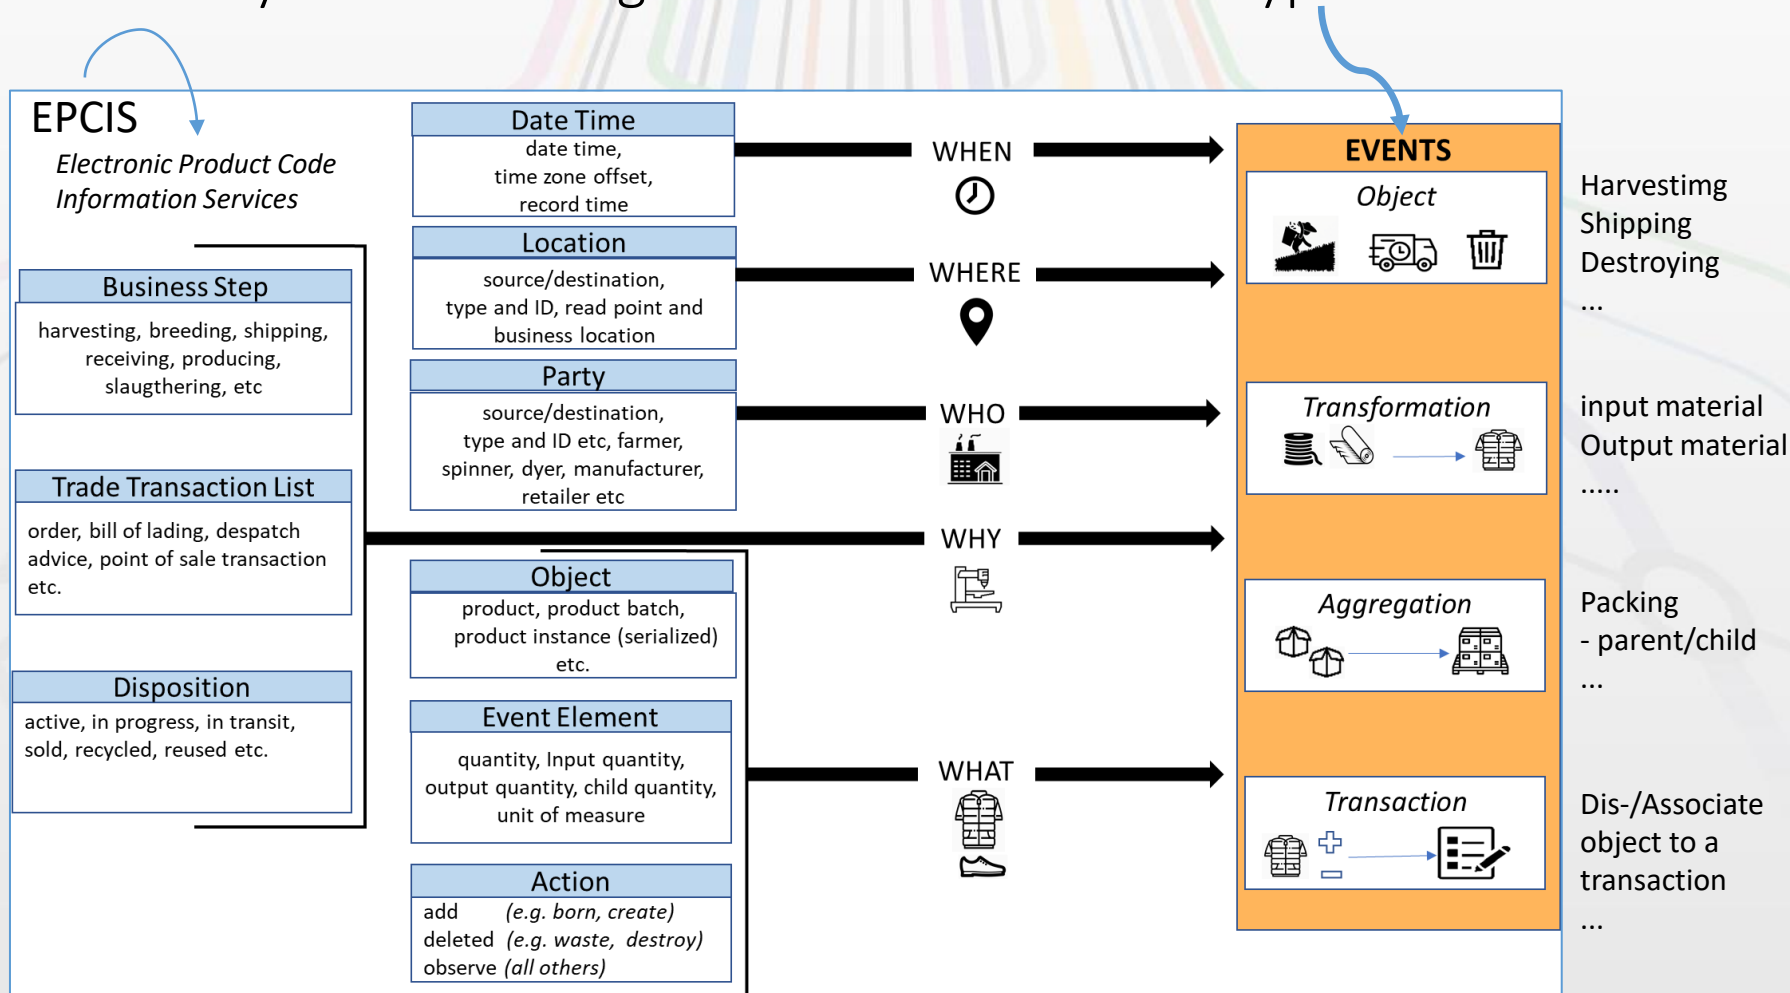 EPCIS
Electronic Product Code
Information Services
Business Step
harvesting, breeding, shipping,
receiving, producing,
slaugthering, etc
Trade Transaction List
order, bill of lading, despatch
advice, point of sale transaction
etc.
Disposition
active, in progress, in transit,
sold, recycled, reused etc.
Date Time
date time,
time zone offset,
record time
Location
source/destination,
type and ID, read point and
business location
Party
source/destination,
type and ID etc, farmer,
spinner, dyer, manufacturer,
retailer etc
Object
product, product batch,
product instance (serialized)
etc.
Event Element
quantity, Input quantity,
output quantity, child quantity,
unit of measure
Action
add (e.g. born, create)
deleted (e.g. waste, destroy)
observe (all others)
WHEN
WHERE
WHO
WHY
WHAT
EVENTS
Object
Transformation
Aggregation
Transaction
Harvestimg
Shipping
Destroying
...
input material
Output material
.....
Packing
- parent/child
...
Dis-/Associate
object to a
transaction
...